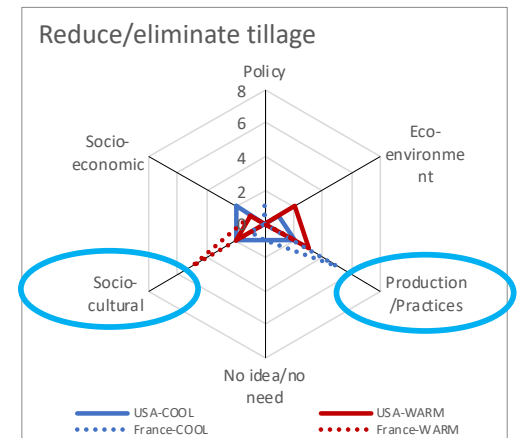 Reduce/eliminate tillage
Policy
8
6
4
2
0
Socio-
economic
Eco-
environme
nt
Socio-
cultural
Production
/Practices
No idea/no
need
USA-COOL
USA-WARM
France-COOL
France-WARM